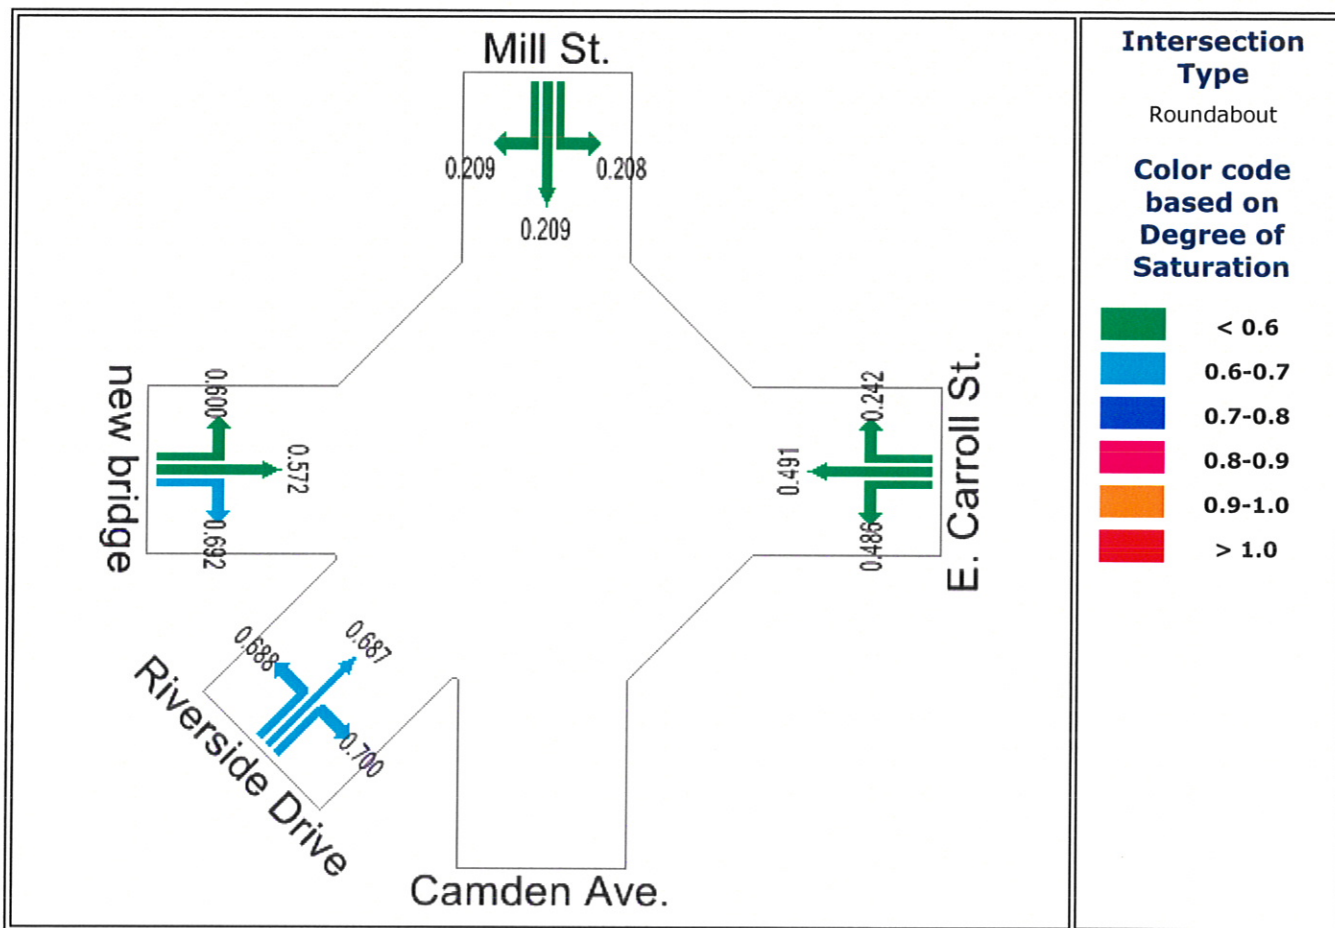 Mill St.
0.209
0.208
0.209
new bridge
0.600
0.572
0.692
0.242
0.491
0.486
E. Carroll St.
0.688
0.687
0.700
Riverside Drive
Camden Ave.
Intersection
Type
Roundabout
Color code
based on
Degree of
Saturation
< 0.6
0.6-0.7
0.7-0.8
0.8-0.9
0.9-1.0
> 1.0